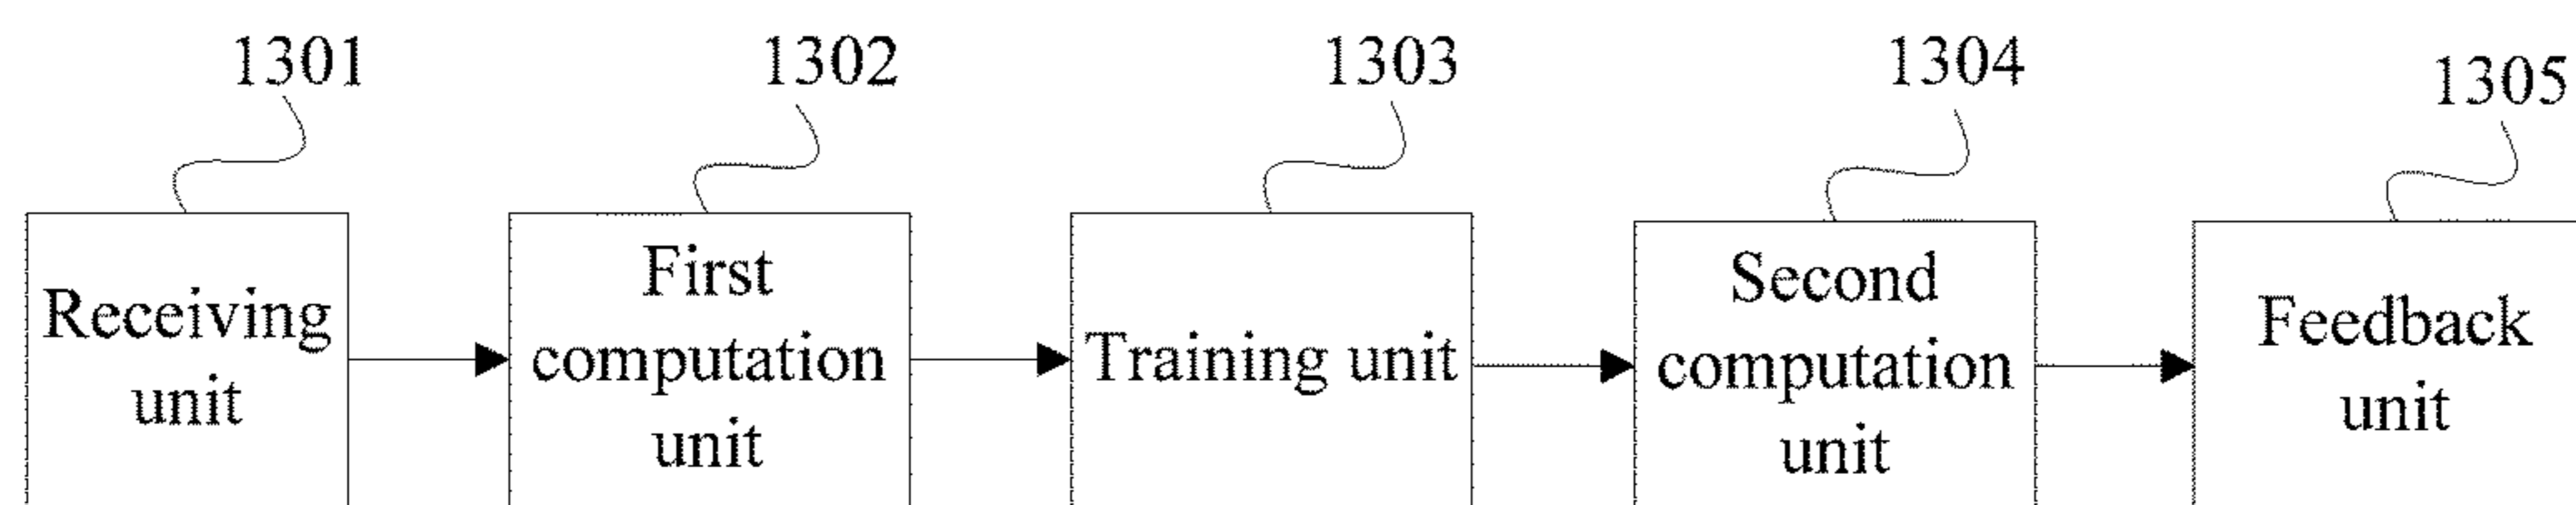 1301
1302
1303
1304
1305
Receiving
unit
First
computation
unit
Training unit
Second
computation
unit
Feedback
unit